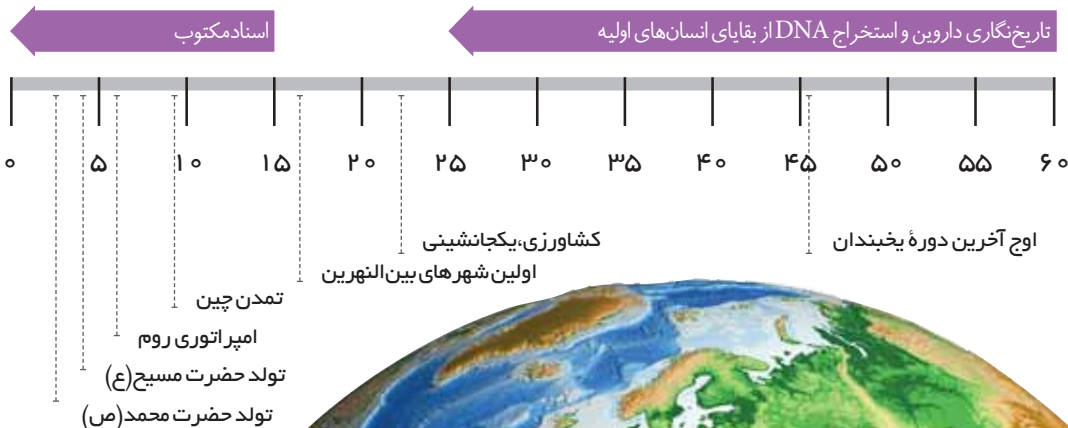 تاریخ‌نگاری داروین و استخراج DNA از بقایای انسان‌های اولیه
اسناد مکتوب
۰ ۵ ۱۰ ۱۵ ۲۰ ۲۵ ۳۰ ۳۵ ۴۰ ۴۵ ۵۰ ۵۵ ۶۰
اوج آخرین دورهٔ یخبندان
کشاورزی، یکجانشینی
اولین شهرهای بین‌النهرین
تمدن چین
امپراتوری روم
تولد حضرت مسیح(ع)
تولد حضرت محمد(ص)